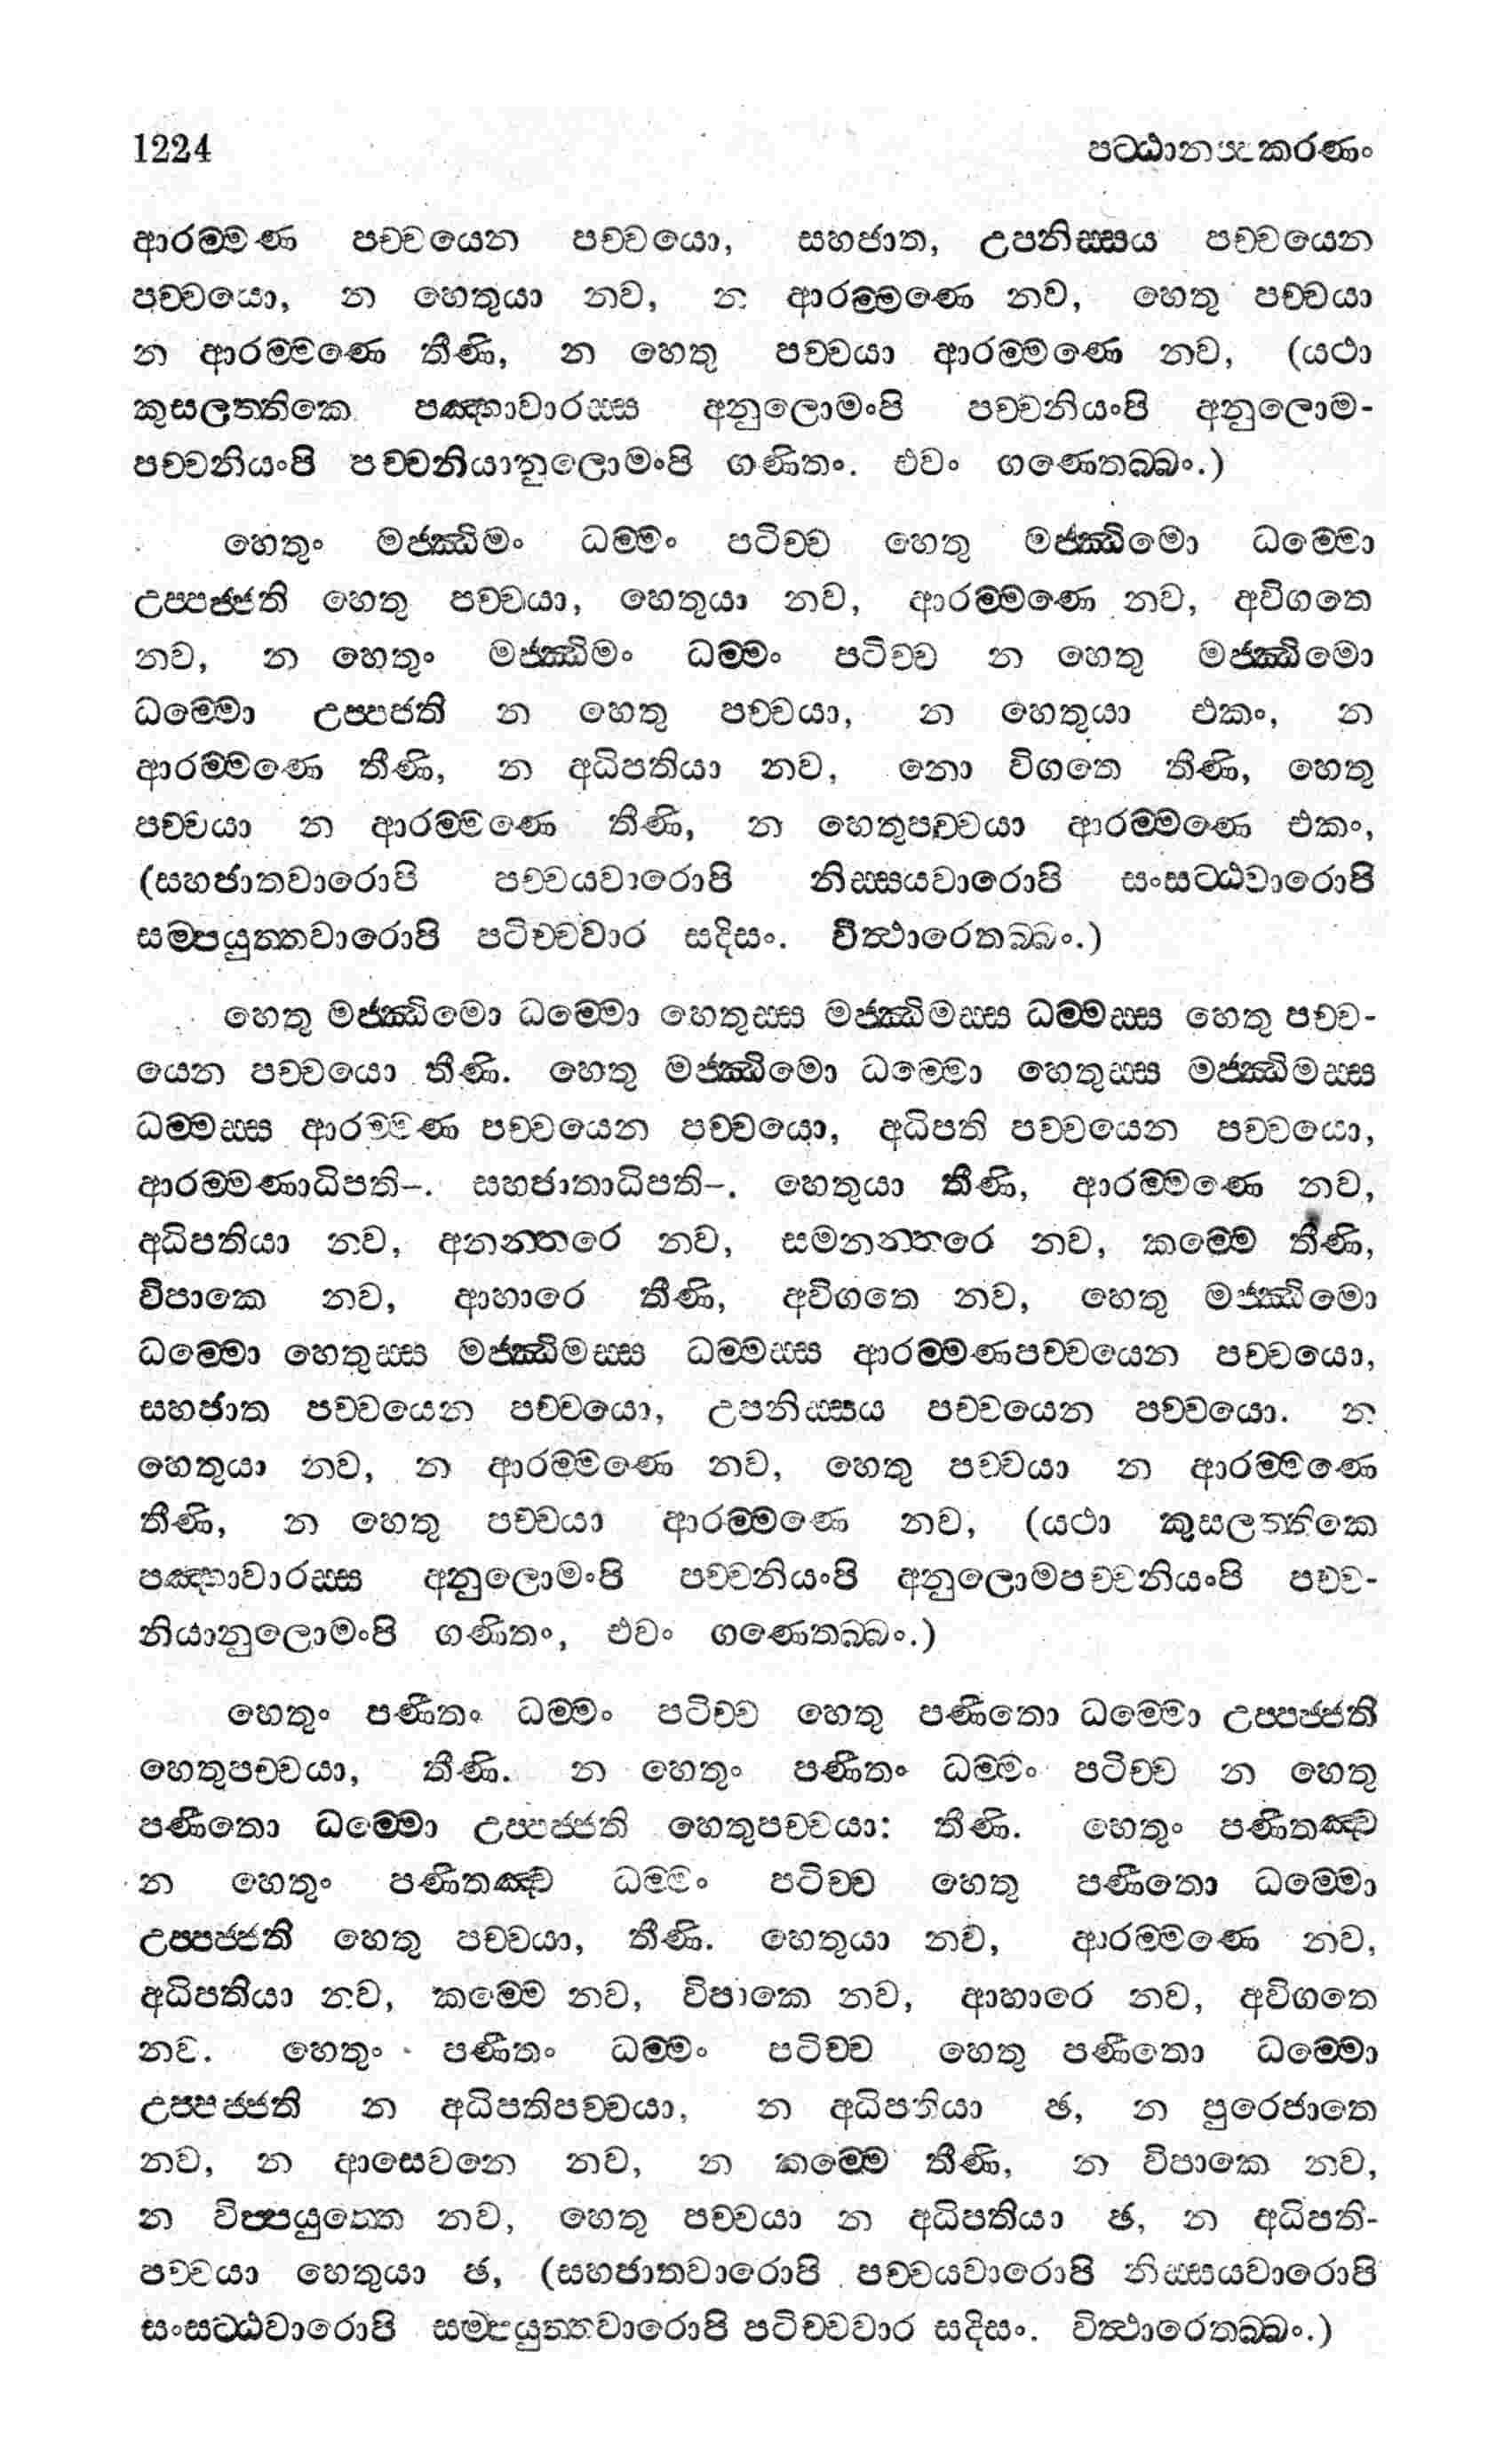 1224 පට්ඨානප්පකරණං
ආරම්මණ පච්චයෙන පච්චයො, සහජාත, උපනිස්සය පච්චයෙන
පච්චයො, න හෙතුයා නව, න ආරම්මණෙ නව, හෙතු පච්චයා
න ආරම්මණෙ තීණි, න හෙතු පච්චයා ආරම්මණෙ නව, (යථා
කුසලත්තිකෙ පඤ්හාවාරස්ස අනුලොමංපි පච්චනියංපි අනුලොම-
පච්චනියංපි පච්චනියානුලොමංපි ගණිතං. එවං ගණෙතබ්බං.)
හෙතුං මජ්ඣිමං ධම්මං පටිච්ච හෙතු මජ්ඣිමො ධම්මො
උප්පජ්ජති හෙතු පච්චයා, හෙතුයා නව, ආරම්මණෙ නව, අවිගතෙ
නව, න හෙතුං මජ්ඣිමං ධම්මං පටිච්ච න හෙතු මජ්ඣිමො
ධම්මො උප්පජති න හෙතු පච්චයා, න හෙතුයා එකං, න
ආරම්මණෙ තීණි, න අධිපතියා නව, නො විගතෙ තිණි, හෙතු
පච්චයා න ආරම්මණෙ තිණි, න හෙතුපච්චයා ආරම්මණෙ එකං,
(සහජාතවාරොපි පච්චයවාරොපි නිස්සයවාරොපි සංසට්ඨවාරොපි
සම්පයුත්තවාරොපි පටිච්චවාර සදිසං. වීත්ථාරෙතබ්බං.)
හෙතු මජ්ඣිමො ධම්මො හෙතුස්ස මජ්ඣිමස්ස ධම්මස්ස හෙතු පච්ච-
යෙන පච්චයො තීණි. හෙතු මජ්ඣිමො ධම්මො හෙතුස්ස මජ්ඣිමස්ස
ධම්මස්ස ආරම්මණ පච්චයෙන පච්චයො, අධිපති පච්චයෙන පච්චයො,
ආරම්මණාධිපති–. සහජාතාධිපති–. හෙතුයා තීණි, ආරම්මණෙ නව,
අධිපතියා නව, අනන්තරෙ නව, සමනන්තරෙ නව, කම්මෙ තීණි,
විපාකෙ නව, ආහාරෙ තීණි, අවිගතෙ නව, හෙතු මජ්ඣිමො
ධම්මො හෙතුස්ස මජ්ඣිමස්ස ධම්මස්ස ආරම්මණපච්චයෙන පච්චයො,
සහජාත පච්චයෙන පච්චයො, උපනිස්සය පච්චයෙන පච්චයො. න
හෙතුයා නව, න ආරම්මණෙ නව, හෙතු පච්චයා න ආරම්මණෙ
තීණි, න හෙතු පච්චයා ආරම්මණෙ නව, (යථා කුසලත්තිකෙ
පඤ්හාවාරස්ස අනුලොමංපි පච්චනියංපි අනුලොමපච්චනියංපි පච්ච-
නියානුලොමංපි ගණිතං, එවං ගණෙතබ්බං.)
හෙතුං පණීතං ධම්මං පටිච්ච හෙතු පණීතො ධම්මො උප්පජ්ජති
හෙතුපච්චයා, තීණි. න හෙතුං පණීතං ධම්මං පටිච්ච න හෙතු
පණීතො ධම්මො උප්පජ්ජති හෙතුපච්චයා: තීණි. හෙතුං පණීතඤ්ච
න හෙතුං පණීතඤ්ච ධම්මං පටිච්ච හෙතු පණීතො ධම්මො
උප්පජ්ජති හෙතු පච්චයා, තීණි. හෙතුයා නව, ආරම්මණෙ නව,
අධිපතියා නව, කම්මෙ නව, විපාකෙ නව, ආහාරෙ නව, අවිගතෙ
නව. හෙතුං පණීතං ධම්මං පටිච්ච හෙතු පණීතො ධම්මො
උප්පජ්ජති න අධිපතිපච්චයා, න අධිපතියා ඡ, න පුරෙජාතෙ
නව, න ආසෙවනෙ නව, න කම්මෙ තීණි, න විපාකෙ නව,
න විප්පයුත්තෙ නව, හෙතු පච්චයා න අධිපතියා ඡ, න අධිපති-
පච්චයා හෙතුයා ඡ, (සහජාතවාරොපි පච්චයවාරොපි නිස්සයවාරොපි
සංසට්ඨවාරොපි සම්පයුත්තවාරොපි පටිච්චවාර සදිසං. විත්ථාරෙතබ්බං.)